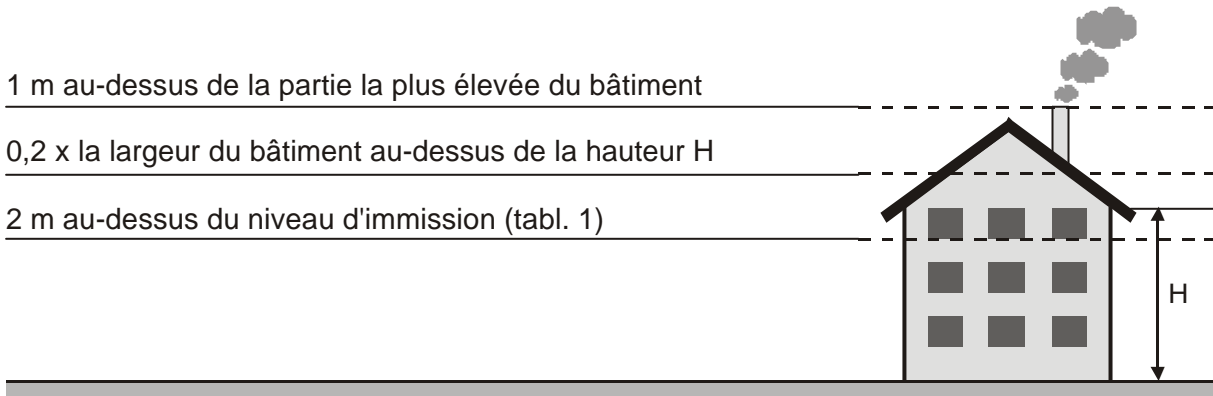 1 m au-dessus de la partie la plus élevée du bâtiment
0,2 x la largeur du bâtiment au-dessus de la hauteur H
2 m au-dessus du niveau d'immission (tabl. 1)
H